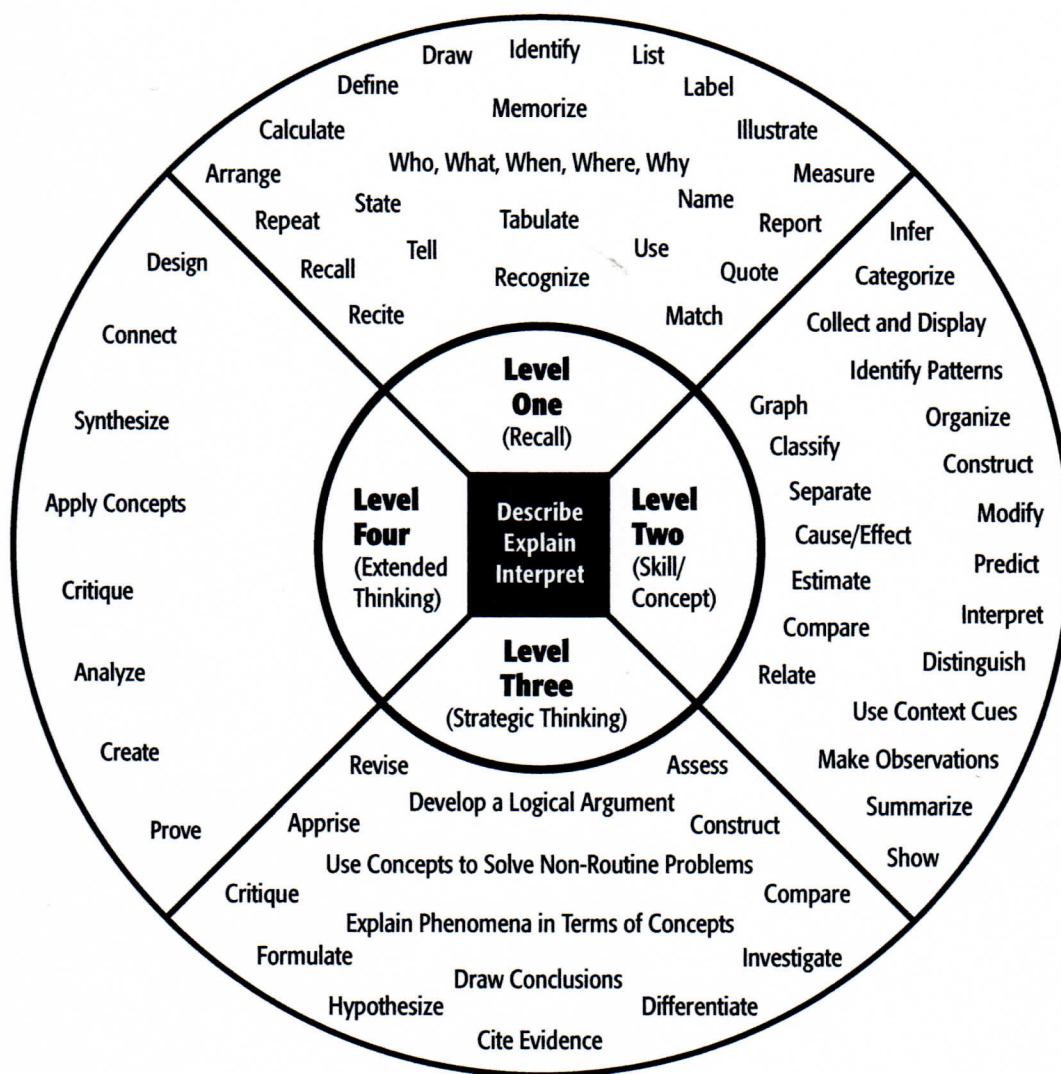 Draw
Identify
List
Define
Label
Memorize
Calculate
Illustrate
Who, What, When, Where, Why
Arrange
Measure
State
Name
Repeat
Tabulate
Report
Tell
Use
Recall
Recognize
Quote
Recite
Match
Level
One
(Recall)
Infer
Categorize
Collect and Display
Identify Patterns
Graph
Organize
Classify
Construct
Separate
Modify
Cause/Effect
Predict
Estimate
Interpret
Compare
Distinguish
Relate
Use Context Cues
Make Observations
Summarize
Show
Level
Two
(Skill/
Concept)
Describe
Explain
Interpret
Level
Three
(Strategic Thinking)
Revise
Assess
Develop a Logical Argument
Apprise
Construct
Use Concepts to Solve Non-Routine Problems
Critique
Compare
Explain Phenomena in Terms of Concepts
Formulate
Investigate
Draw Conclusions
Hypothesize
Differentiate
Cite Evidence
Level
Four
(Extended
Thinking)
Design
Connect
Synthesize
Apply Concepts
Critique
Analyze
Create
Prove